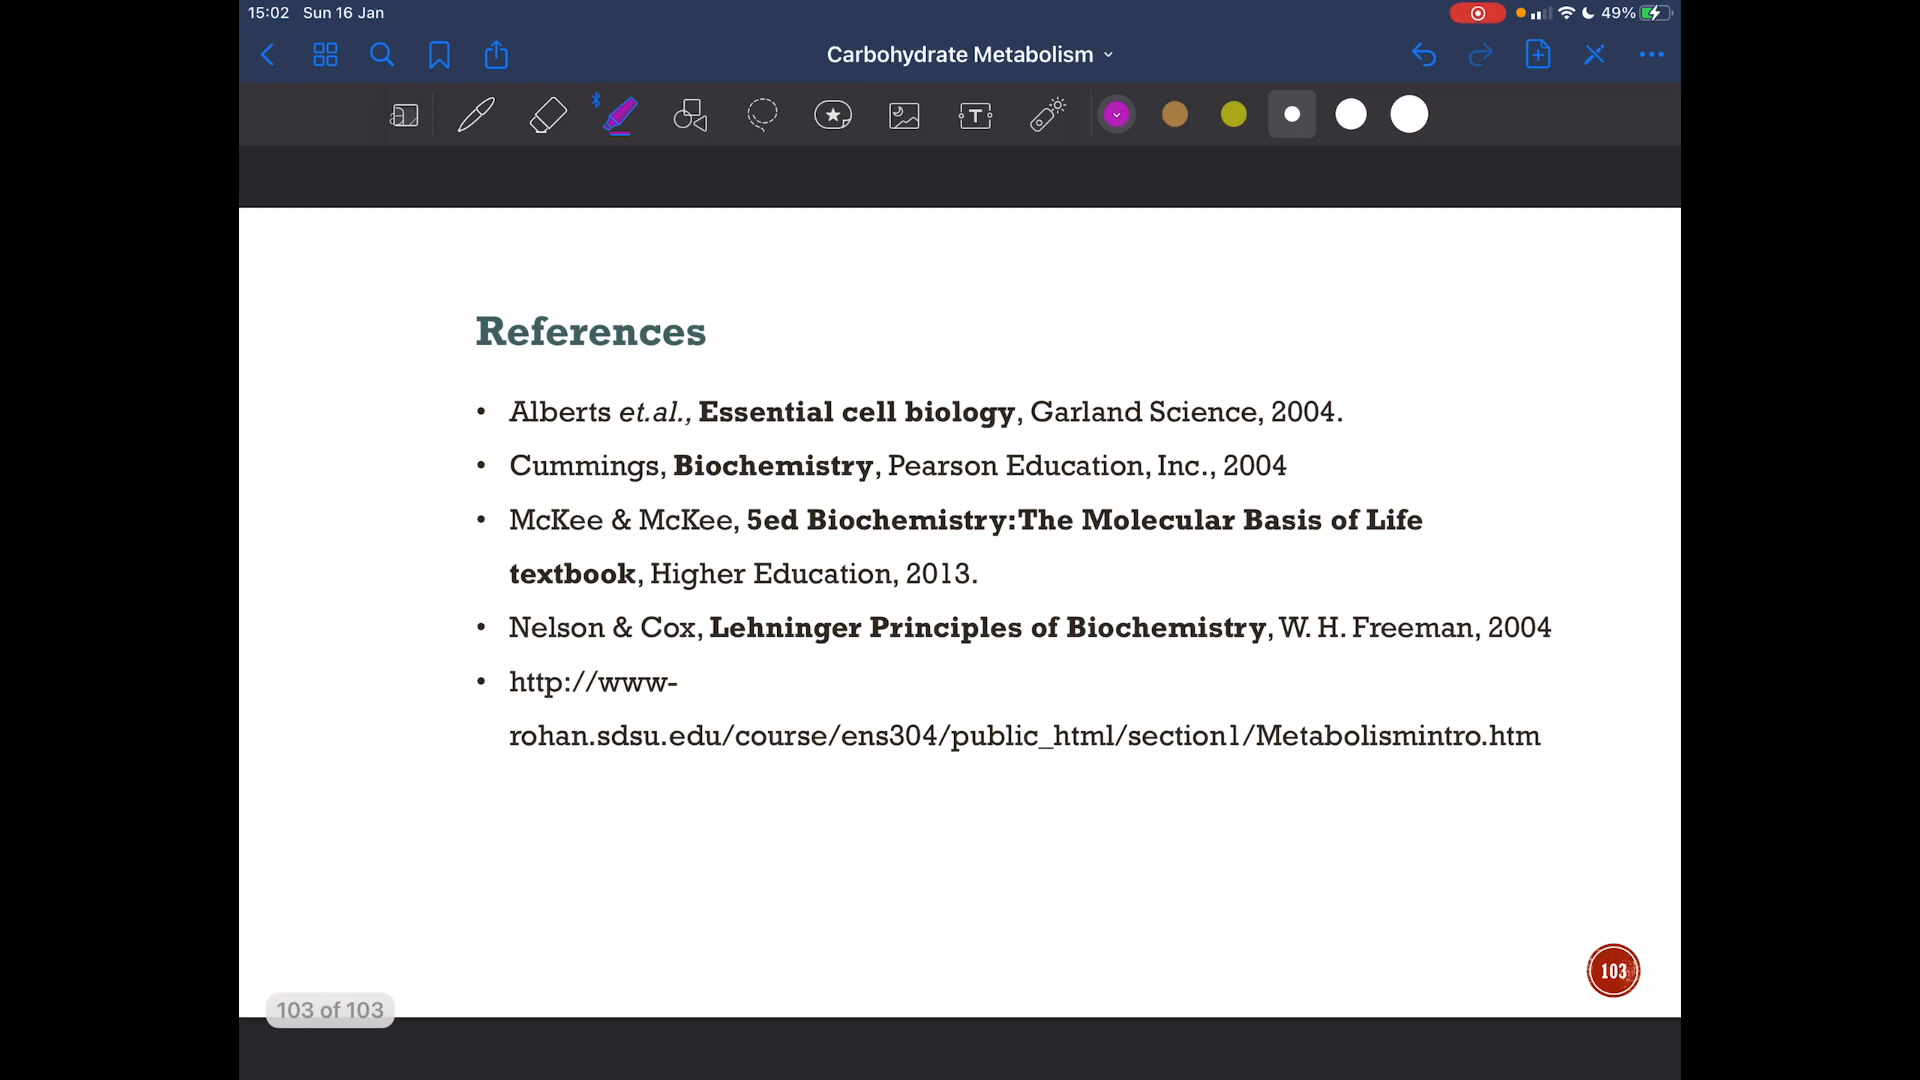 15:02 Sun 16 Jan
49%
Carbohydrate Metabolism
T
References
• Alberts et.al., Essential cell biology, Garland Science, 2004.
• Cummings, Biochemistry, Pearson Education, Inc., 2004
• McKee & McKee, 5ed Biochemistry:The Molecular Basis of Life
textbook, Higher Education, 2013.
• Nelson & Cox, Lehninger Principles of Biochemistry, W. H. Freeman, 2004
• http://www-
rohan.sdsu.edu/course/ens304/public_html/section1/Metabolismintro.htm
103
103 of 103